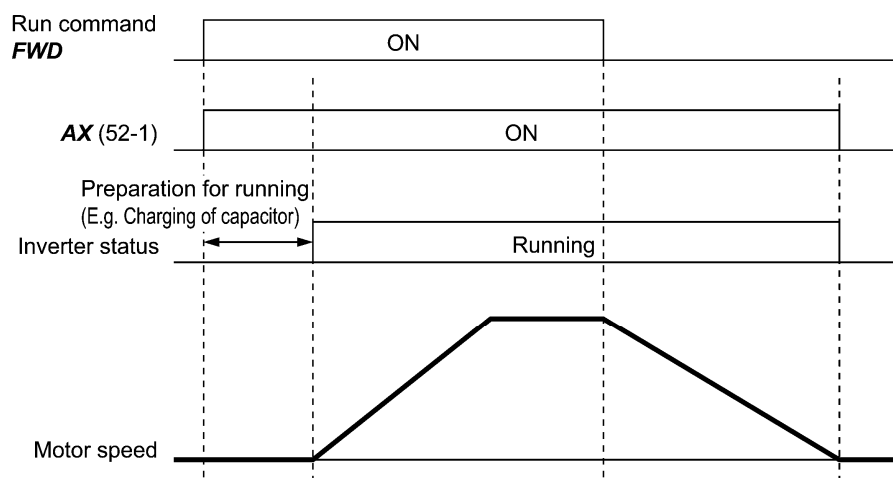 Run command
FWD
ON
AX (52-1)
ON
Preparation for running
(E.g. Charging of capacitor)
Inverter status
Running
Motor speed